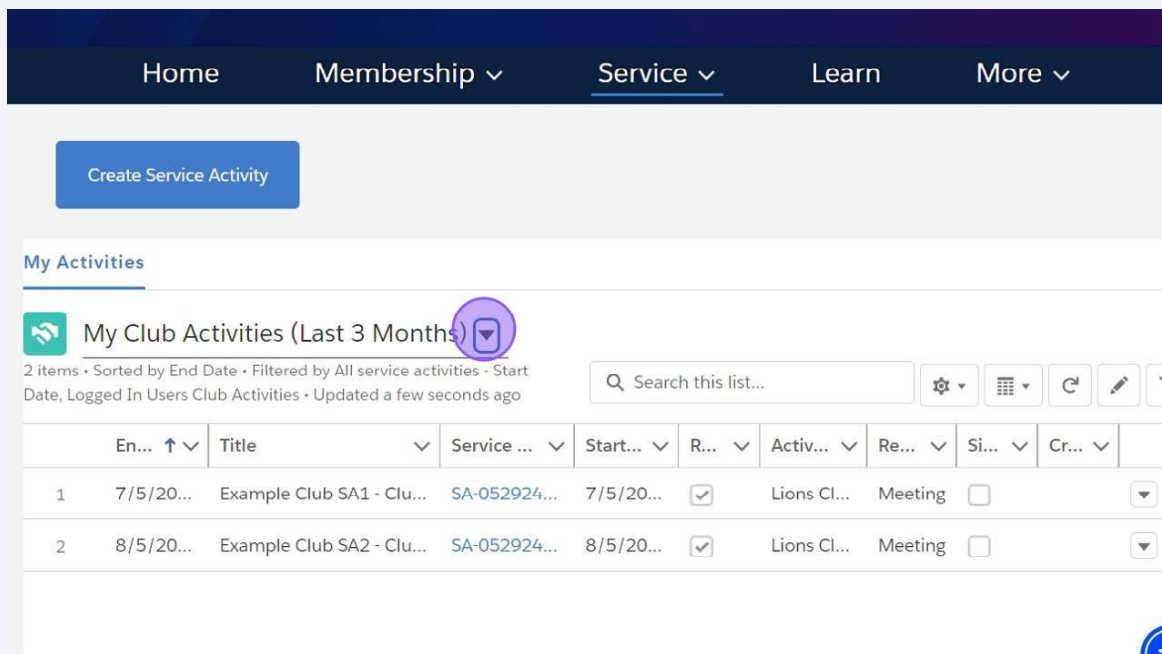 Home Membership Service Learn More
Create Service Activity
My Activities
My Club Activities (Last 3 Months)
2 items • Sorted by End Date • Filtered by All service activities - Start
Date, Logged In Users Club Activities • Updated a few seconds ago
Search this list...
En... Title Service ... Start... R... Activ... Re... Si... Cr...
1 7/5/20... Example Club SA1 - Clu... SA-052924... 7/5/20... Lions Cl... Meeting
2 8/5/20... Example Club SA2 - Clu... SA-052924... 8/5/20... Lions Cl... Meeting